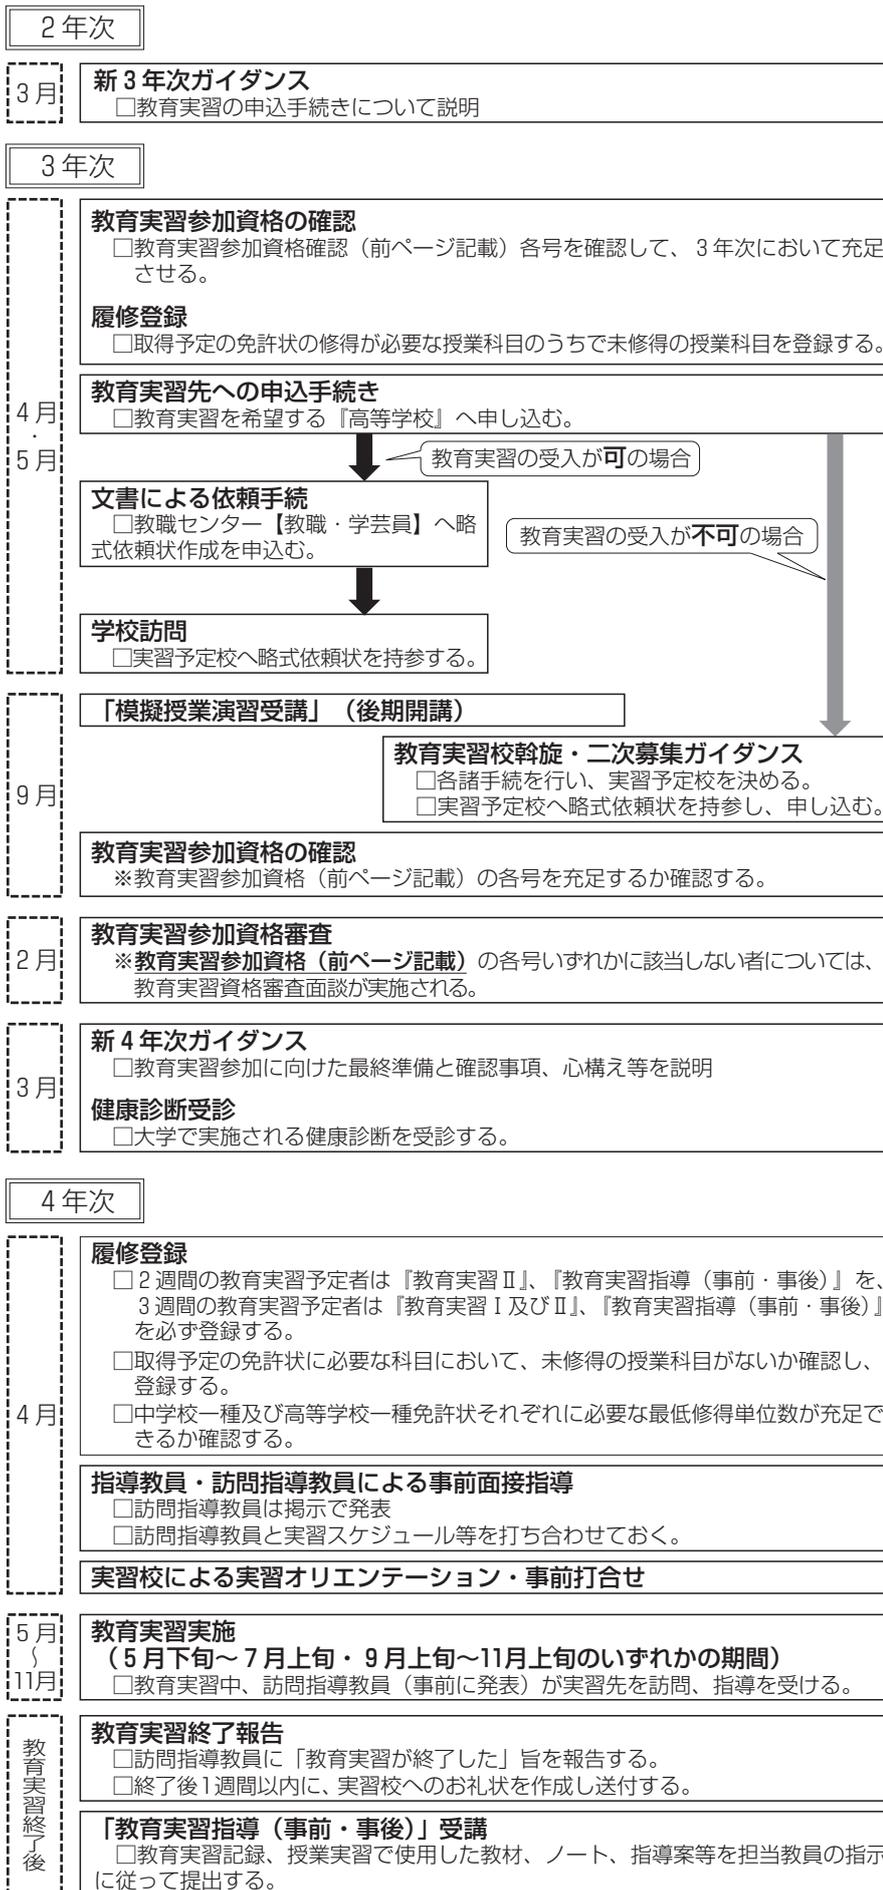 2年次
3月
新3年次ガイダンス
□教育実習の申込手続きについて説明
3年次
4月・5月
教育実習参加資格の確認
□教育実習参加資格確認（前ページ記載）各号を確認して、3年次において充足
させる。
履修登録
□取得予定の免許状の修得が必要な授業科目のうちで未修得の授業科目を登録する。
教育実習先への申込手続き
□教育実習を希望する『高等学校』へ申し込む。
教育実習の受入が可の場合
文書による依頼手続
□教職センター【教職・学芸員】へ略
式依頼状作成を申込む。
教育実習の受入が不可の場合
学校訪問
□実習予定校へ略式依頼状を持参する。
9月
「模擬授業演習受講」（後期開講）
教育実習校斡旋・二次募集ガイダンス
□各諸手続を行い、実習予定校を決める。
□実習予定校へ略式依頼状を持参し、申し込む。
教育実習参加資格の確認
※教育実習参加資格（前ページ記載）の各号を充足するか確認する。
2月
教育実習参加資格審査
※教育実習参加資格（前ページ記載）の各号いずれかに該当しない者については、
教育実習資格審査面談が実施される。
3月
新4年次ガイダンス
□教育実習参加に向けた最終準備と確認事項、心構え等を説明
健康診断受診
□大学で実施される健康診断を受診する。
4年次
4月
履修登録
□2週間の教育実習予定者は『教育実習Ⅱ』、『教育実習指導（事前・事後）』を、
3週間の教育実習予定者は『教育実習Ⅰ及びⅡ』、『教育実習指導（事前・事後）』
を必ず登録する。
□取得予定の免許状に必要な科目において、未修得の授業科目がないか確認し、
登録する。
□中学校一種及び高等学校一種免許状それぞれに必要な最低修得単位数が充足で
きるか確認する。
指導教員・訪問指導教員による事前面接指導
□訪問指導教員は掲示で発表
□訪問指導教員と実習スケジュール等を打ち合わせておく。
実習校による実習オリエンテーション・事前打合せ
5月～11月
教育実習実施
（5月下旬～7月上旬・9月上旬～11月上旬のいずれかの期間）
□教育実習中、訪問指導教員（事前に発表）が実習先を訪問、指導を受ける。
教育実習終了後
教育実習終了報告
□訪問指導教員に「教育実習が終了した」旨を報告する。
□終了後1週間以内に、実習校へのお礼状を作成し送付する。
「教育実習指導（事前・事後）」受講
□教育実習記録、授業実習で使用した教材、ノート、指導案等を担当教員の指示
に従って提出する。